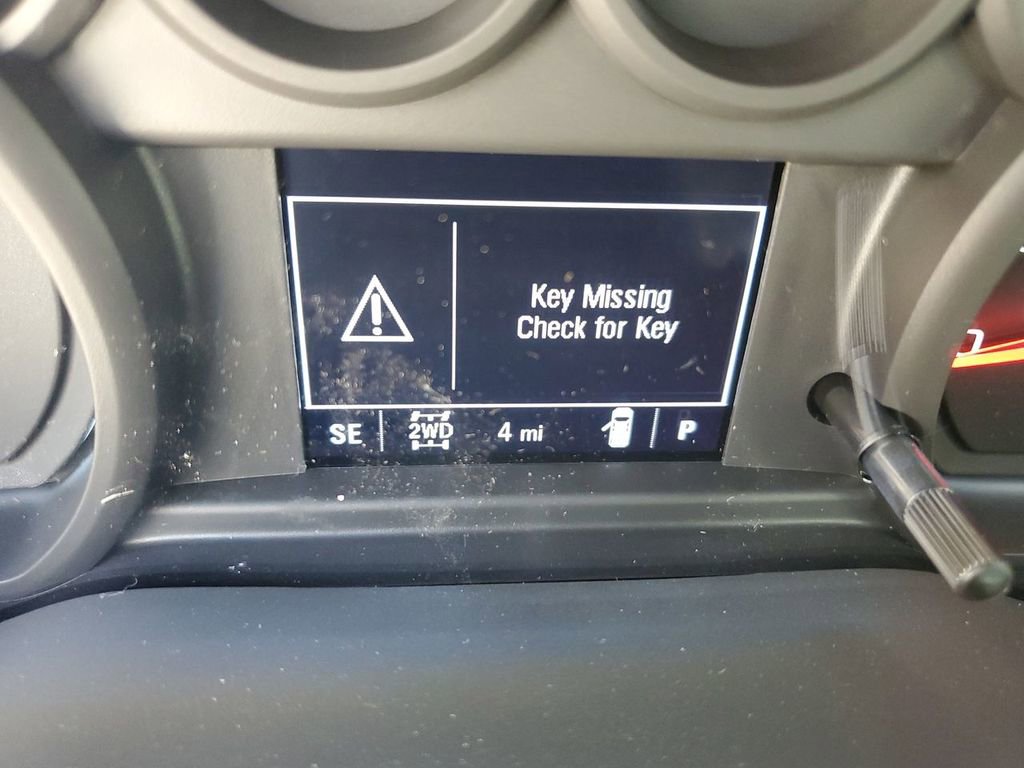 Key Missing
Check for Key
SE 2WD 4 mi P